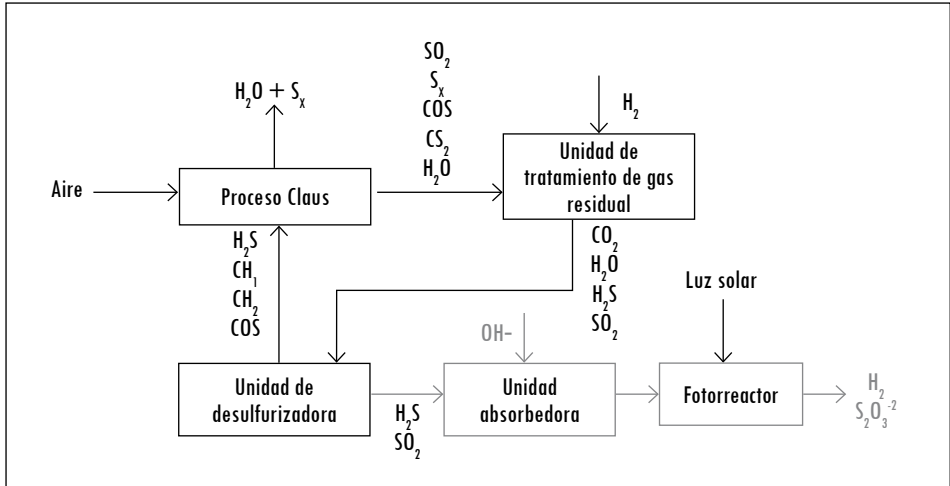 SO₂
Sₓ
COS
CS₂
H₂O
H₂O + Sₓ
H₂
Aire
Proceso Claus
Unidad de
tratamiento de gas
residual
H₂S
CH₁
CH₂
COS
CO₂
H₂O
H₂S
SO₂
Luz solar
OH-
Unidad de
desulfurizadora
H₂S
SO₂
Unidad
absorbedora
Fotorreactor
H₂
S₂O₃⁻²